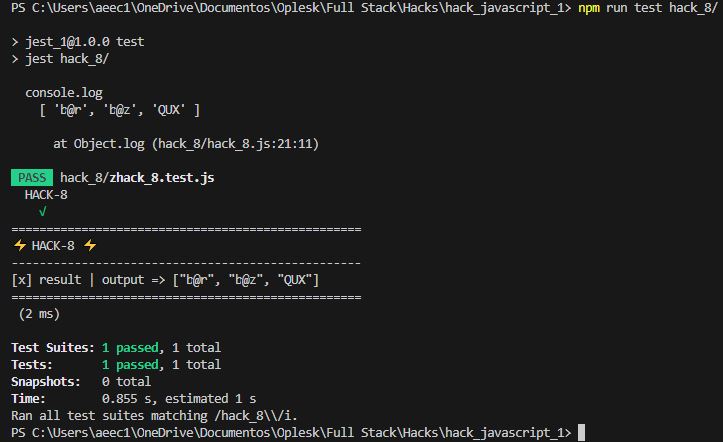 PS C:\Users\aeec1\OneDrive\Documentos\Oplesk\Full Stack\Hacks\hack_javascript_1> npm run test hack_8/
> jest_1@1.0.0 test
> jest hack_8/
console.log
[ 'b@r', 'b@z', 'QUX' ]
at Object.log (hack_8/hack_8.js:21:11)
PASS hack_8/zhack_8.test.js
HACK-8
√
==================================================
⚡ HACK-8 ⚡
--------------------------------------------------
[x] result | output => ["b@r", "b@z", "QUX"]
==================================================
(2 ms)
Test Suites: 1 passed, 1 total
Tests: 1 passed, 1 total
Snapshots: 0 total
Time: 0.855 s, estimated 1 s
Ran all test suites matching /hack_8\\/i.
PS C:\Users\aeec1\OneDrive\Documentos\Oplesk\Full Stack\Hacks\hack_javascript_1>